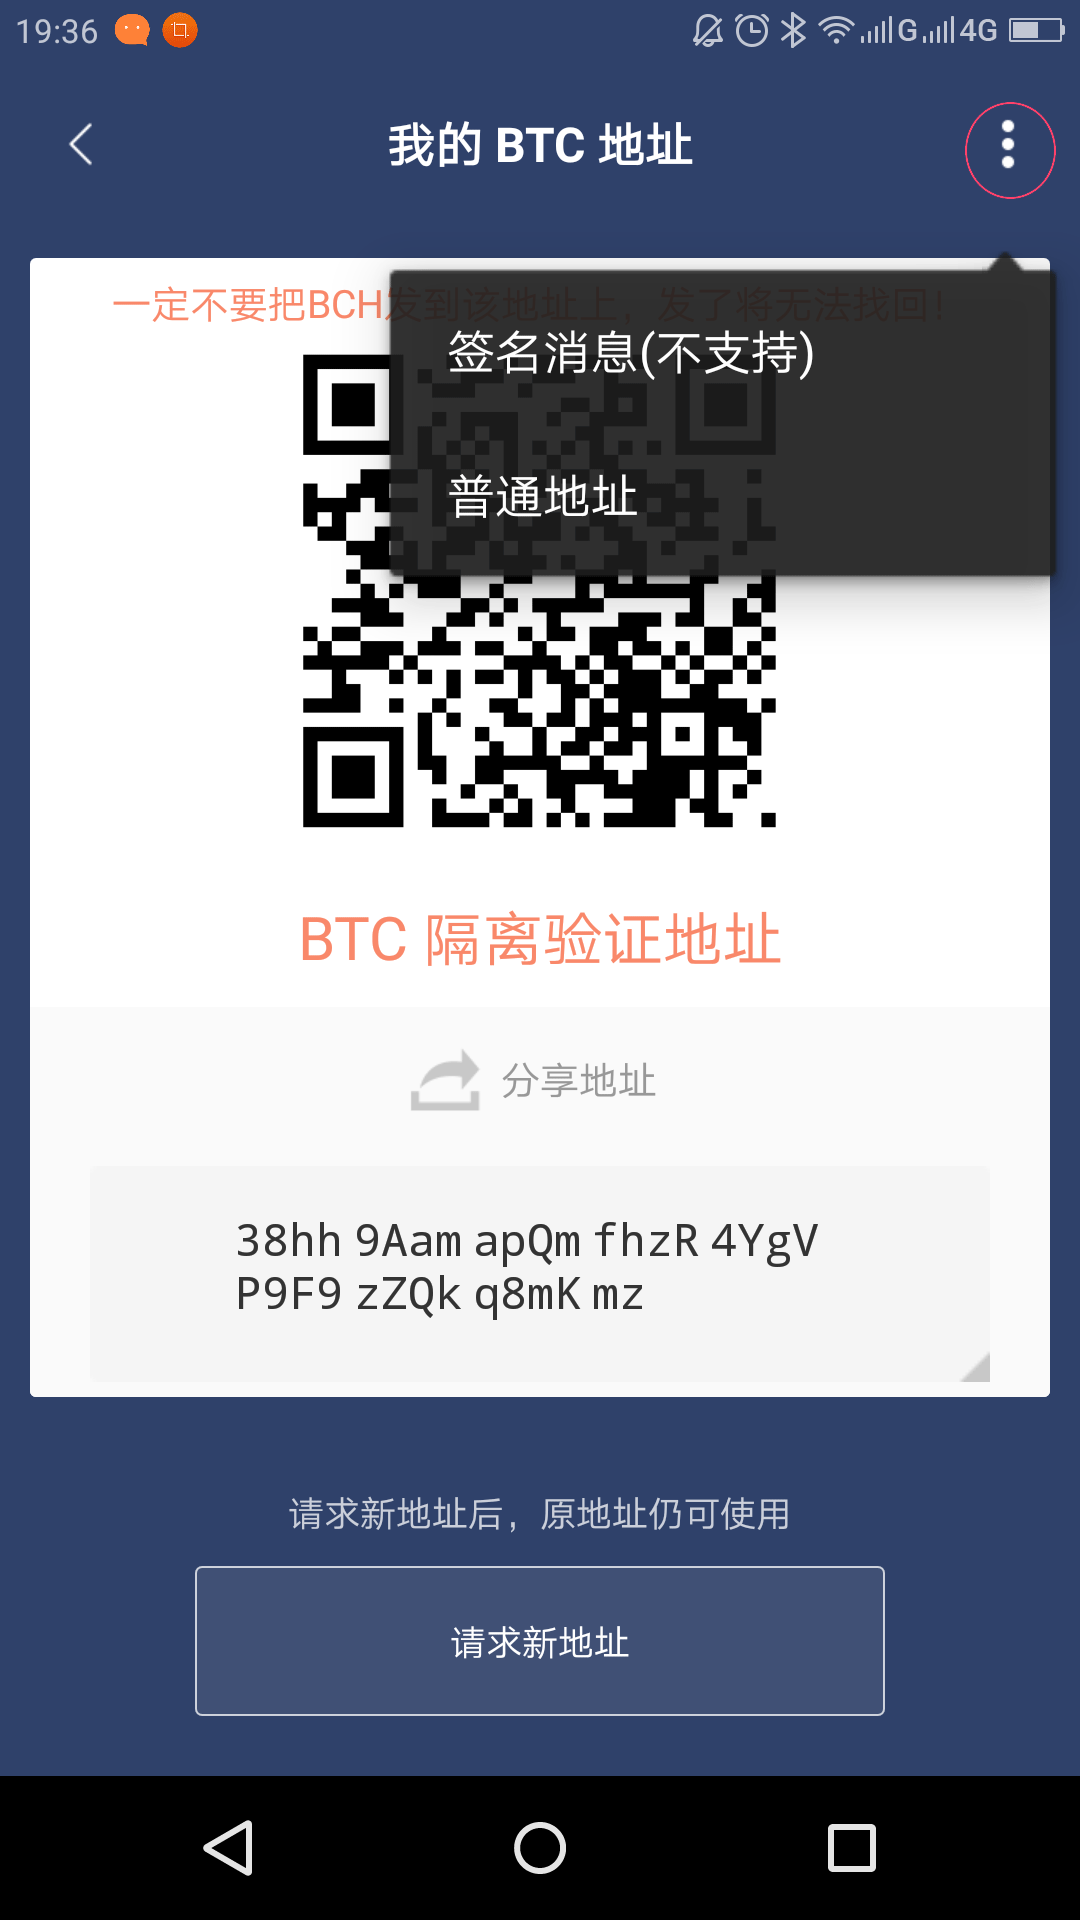 19:36
G 4G
我的 BTC 地址
一定不要把BCH发到该地址上，发了将无法找回！
签名消息(不支持)
普通地址
BTC 隔离验证地址
分享地址
38hh 9Aam apQm fhzR 4YgV
P9F9 zZQk q8mK mz
请求新地址后，原地址仍可使用
请求新地址